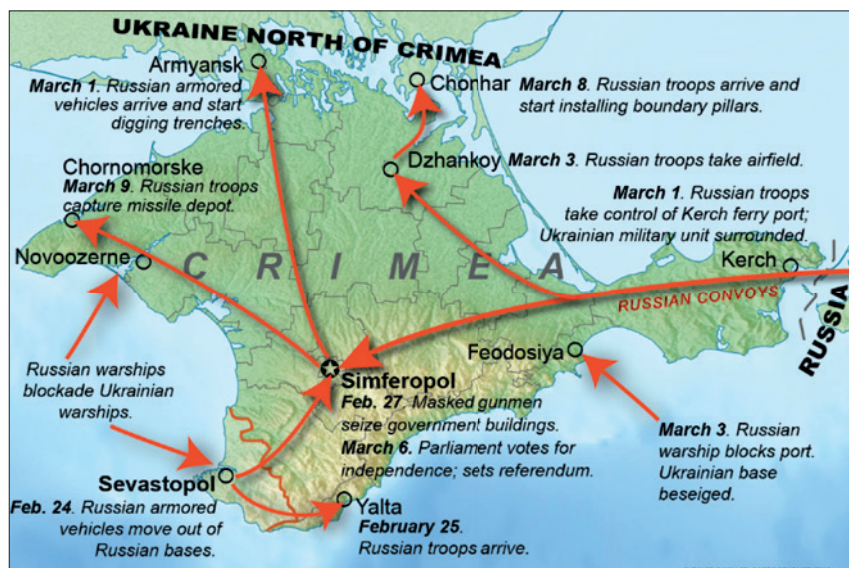 UKRAINE NORTH OF CRIMEA
Armyansk
March 1. Russian armored
vehicles arrive and start
digging trenches.
Chonhar
March 8. Russian troops arrive and
start installing boundary pillars.
Dzhankoy
March 3. Russian troops take airfield.
Chornomorske
March 9. Russian troops
capture missile depot.
March 1. Russian troops
take control of Kerch ferry port;
Ukrainian military unit surrounded.
Novoozerne
Kerch
CRIMEA
RUSSIAN CONVOYS
RUSSIA
Russian warships
blockade Ukrainian
warships.
Feodosiya
Simferopol
Feb. 27. Masked gunmen
seize government buildings.
March 6. Parliament votes for
independence; sets referendum.
March 3. Russian
warship blocks port.
Ukrainian base
beseiged.
Sevastopol
Feb. 24. Russian armored
vehicles move out of
Russian bases.
Yalta
February 25.
Russian troops arrive.